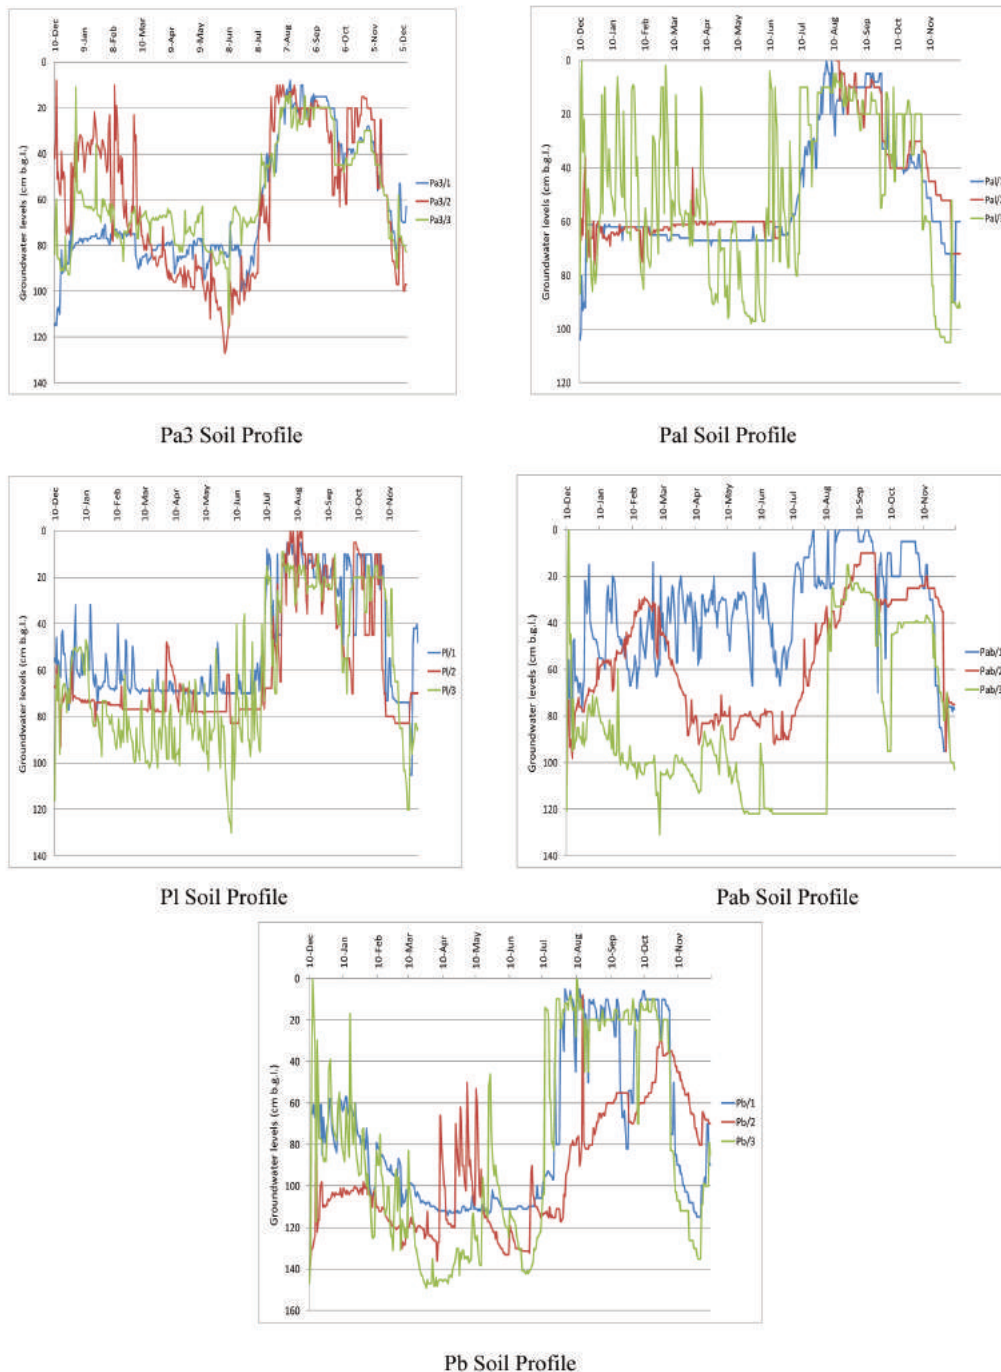 10-Dec
9-Jan
8-Feb
10-Mar
9-Apr
9-May
8-Jun
8-Jul
7-Aug
6-Sep
6-Oct
5-Nov
5-Dec
Groundwater levels (cm b.g.l.)
0
20
40
60
80
100
120
140
Pa3/1
Pa3/2
Pa3/3
Pa3 Soil Profile
10-Dec
10-Jan
10-Feb
10-Mar
10-Apr
10-May
10-Jun
10-Jul
10-Aug
10-Sep
10-Oct
10-Nov
Groundwater levels (cm b.g.l.)
0
20
40
60
80
100
120
Pal Soil Profile
10-Dec
10-Jan
10-Feb
10-Mar
10-Apr
10-May
10-Jun
10-Jul
10-Aug
10-Sep
10-Oct
10-Nov
Groundwater levels (cm b.g.l.)
0
20
40
60
80
100
120
140
Pl/1
Pl/2
Pl/3
Pl Soil Profile
10-Dec
10-Jan
10-Feb
10-Mar
10-Apr
10-May
10-Jun
10-Jul
10-Aug
10-Sep
10-Oct
10-Nov
Groundwater levels (cm b.g.l.)
0
20
40
60
80
100
120
140
Pab/1
Pab/2
Pab/3
Pab Soil Profile
10-Dec
10-Jan
10-Feb
10-Mar
10-Apr
10-May
10-Jun
10-Jul
10-Aug
10-Sep
10-Oct
10-Nov
Groundwater levels (cm b.g.l.)
0
20
40
60
80
100
120
140
160
Pb/1
Pb/2
Pb/3
Pb Soil Profile